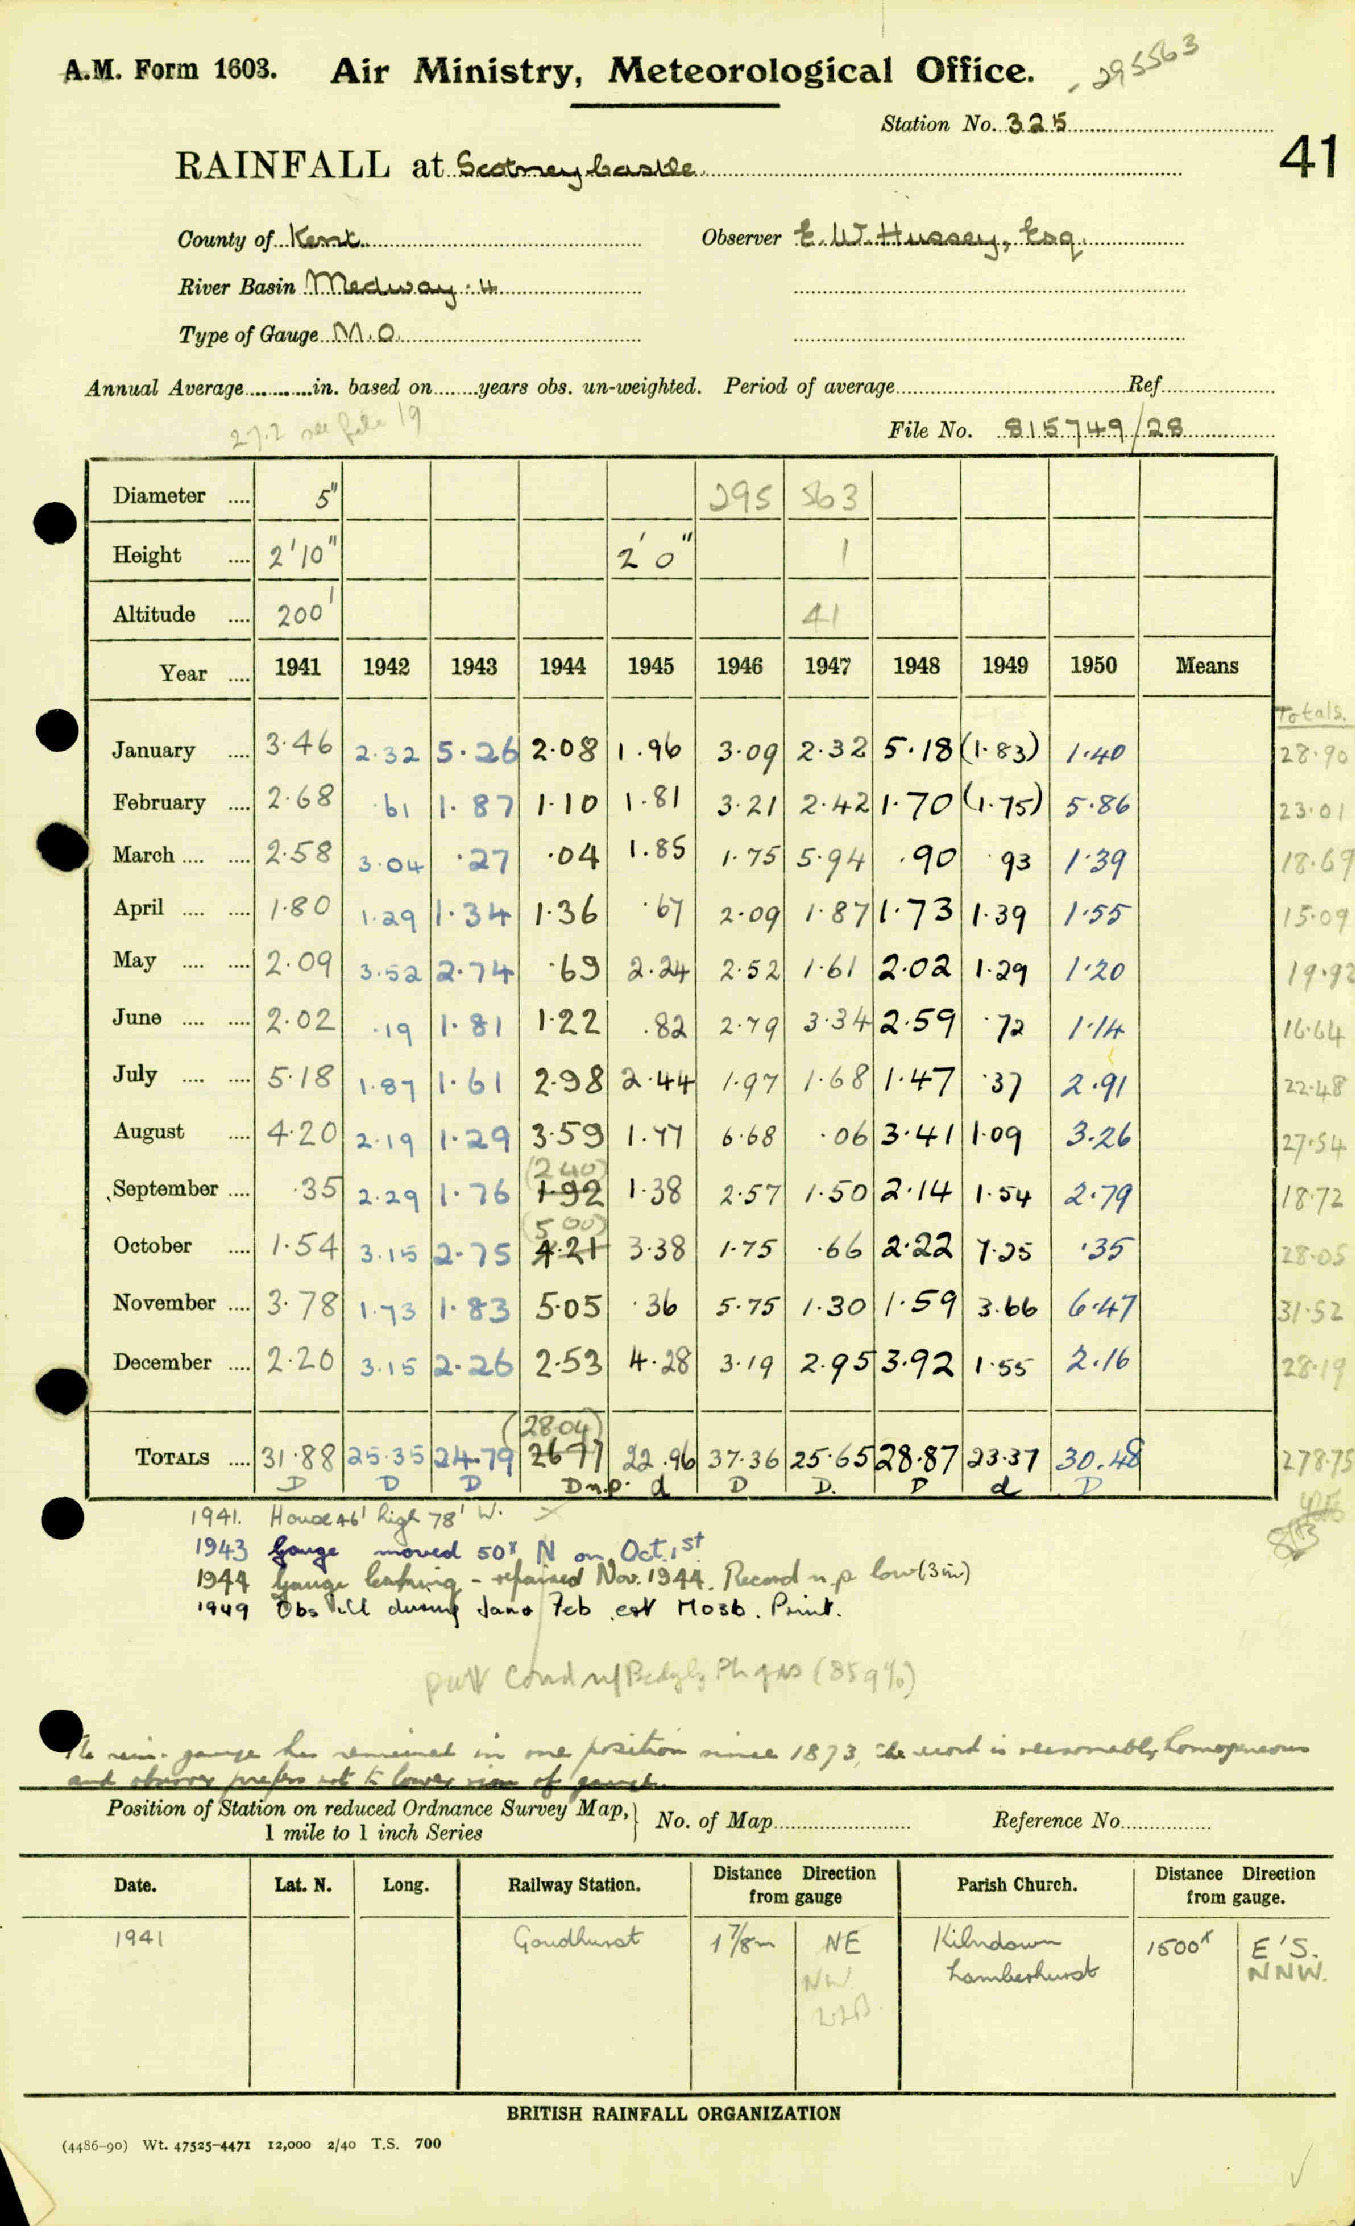 A.M. Form 1603. Air Ministry, Meteorological Office. 295563
Station No. 325
41
RAINFALL at Scotney Castle
County of Kent Observer E. W. Hussey, Esq.
River Basin Medway. 4
Type of Gauge M.O.
Annual Average ............in. based on........years obs. un-weighted. Period of average.................... Ref..............
27.2 see file 19
File No. 815749/28
Diameter .... 5" 295 563
Height .... 2'10" 2'0" 1
Altitude .... 200' 41
Year .... 1941 1942 1943 1944 1945 1946 1947 1948 1949 1950 Means
Totals.
January .... 3.46 2.32 5.26 2.08 1.96 3.09 2.32 5.18 (1.83) 1.40 28.90
February .... 2.68 .61 1.87 1.10 1.81 3.21 2.42 1.70 (1.75) 5.86 23.01
March .... .... 2.58 3.04 .27 .04 1.85 1.75 5.94 .90 .93 1.39 18.69
April .... .... 1.80 1.29 1.34 1.36 .67 2.09 1.87 1.73 1.39 1.55 15.09
May .... .... 2.09 3.52 2.74 .69 2.24 2.52 1.61 2.02 1.29 1.20 19.92
June .... .... 2.02 .19 1.81 1.22 .82 2.79 3.34 2.59 .72 1.14 16.64
July .... .... 5.18 1.87 1.61 2.98 2.44 1.97 1.68 1.47 .37 2.91 22.48
August .... 4.20 2.19 1.29 3.59 1.77 6.68 .06 3.41 1.09 3.26 27.54
(2.40)
September .... .35 2.29 1.76 1.92 1.38 2.57 1.50 2.14 1.54 2.79 18.72
(5.00)
October .... 1.54 3.15 2.75 4.21 3.38 1.75 .66 2.22 7.25 .35 28.05
November .... 3.78 1.73 1.83 5.05 .36 5.75 1.30 1.59 3.66 6.47 31.52
December .... 2.20 3.15 2.26 2.53 4.28 3.19 2.95 3.92 1.55 2.16 28.19
(28.04)
TOTALS .... 31.88 25.35 24.79 26.77 22.96 37.36 25.65 28.87 23.37 30.48 278.75
D D D D n.p. d D D. D d D
1941. House 46' high 78' W.
1943 Gauge moved 50x N on Oct. 1st
1944 Gauge leaking - repaired Nov. 1944. Record n.p low (3 in)
1949 Obs ill during Jan & Feb est MO3b. Print.
(859%)
The rain-gauge has remained in one position since 1873, the record is reasonably homogeneous
and observer prefers not to lower rim of gauge.
Position of Station on reduced Ordnance Survey Map, 1 mile to 1 inch Series } No. of Map........................ Reference No................
Date. Lat. N. Long. Railway Station. Distance Direction from gauge Parish Church. Distance Direction from gauge.
1941 Goudhurst 1 7/8 m NE Kilndown 1500x E'S.
NW. Lamberhurst NNW.
BRITISH RAINFALL ORGANIZATION
(4486-90) Wt. 47525-4471 12,000 2/40 T.S. 700